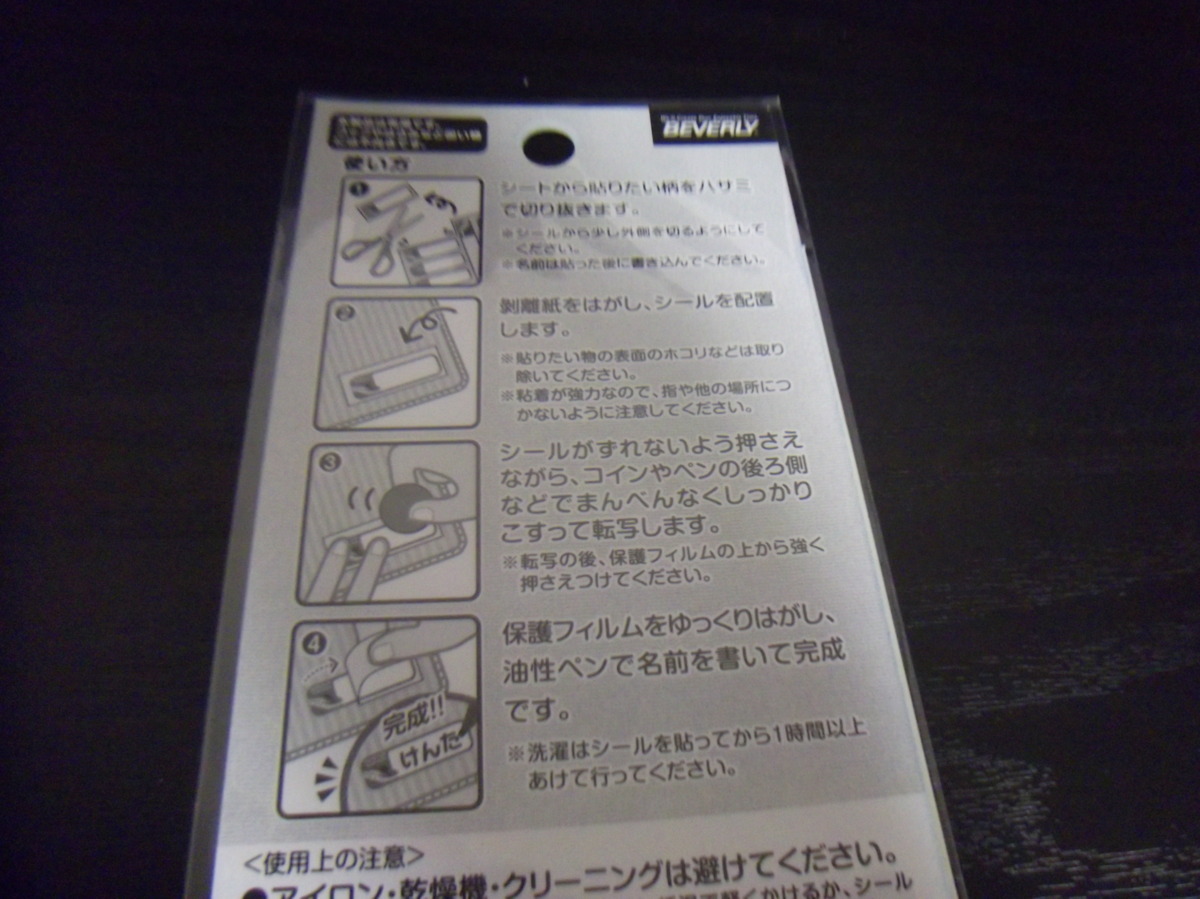 BEVERLY
使い方
1
シートから貼りたい柄をハサミ
で切り抜きます。
※シールから少し外側を切るようにして
ください。
※名前は貼った後に書き込んでください。
2
剥離紙をはがし、シールを配置
します。
※貼りたい物の表面のホコリなどは取り
除いてください。
※粘着が強力なので、指や他の場所につ
かないように注意してください。
3
シールがずれないよう押さえ
ながら、コインやペンの後ろ側
などでまんべんなくしっかり
こすって転写します。
※転写の後、保護フィルムの上から強く
押さえつけてください。
4
完成!!
けんた
保護フィルムをゆっくりはがし、
油性ペンで名前を書いて完成
です。
※洗濯はシールを貼ってから1時間以上
あけて行ってください。
<使用上の注意>
●アイロン・乾燥機・クリーニングは避けてください。
軽くかけるか、シール